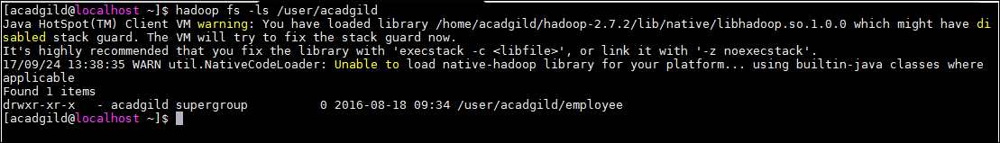 [acadgild@localhost ~]$ hadoop fs -ls /user/acadgild
Java HotSpot(TM) Client VM warning: You have loaded library /home/acadgild/hadoop-2.7.2/lib/native/libhadoop.so.1.0.0 which might have di
sabled stack guard. The VM will try to fix the stack guard now.
It's highly recommended that you fix the library with 'execstack -c <libfile>', or link it with '-z noexecstack'.
17/09/24 13:38:35 WARN util.NativeCodeLoader: Unable to load native-hadoop library for your platform... using builtin-java classes where
applicable
Found 1 items
drwxr-xr-x   - acadgild supergroup          0 2016-08-18 09:34 /user/acadgild/employee
[acadgild@localhost ~]$